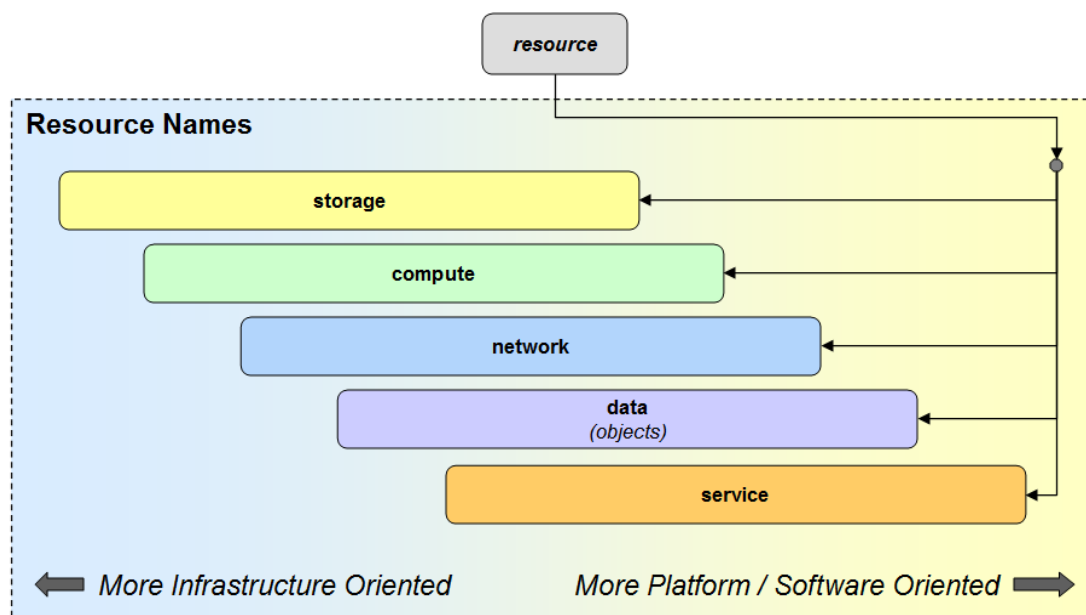 resource
Resource Names
storage
compute
network
data
(objects)
service
More Infrastructure Oriented
More Platform / Software Oriented